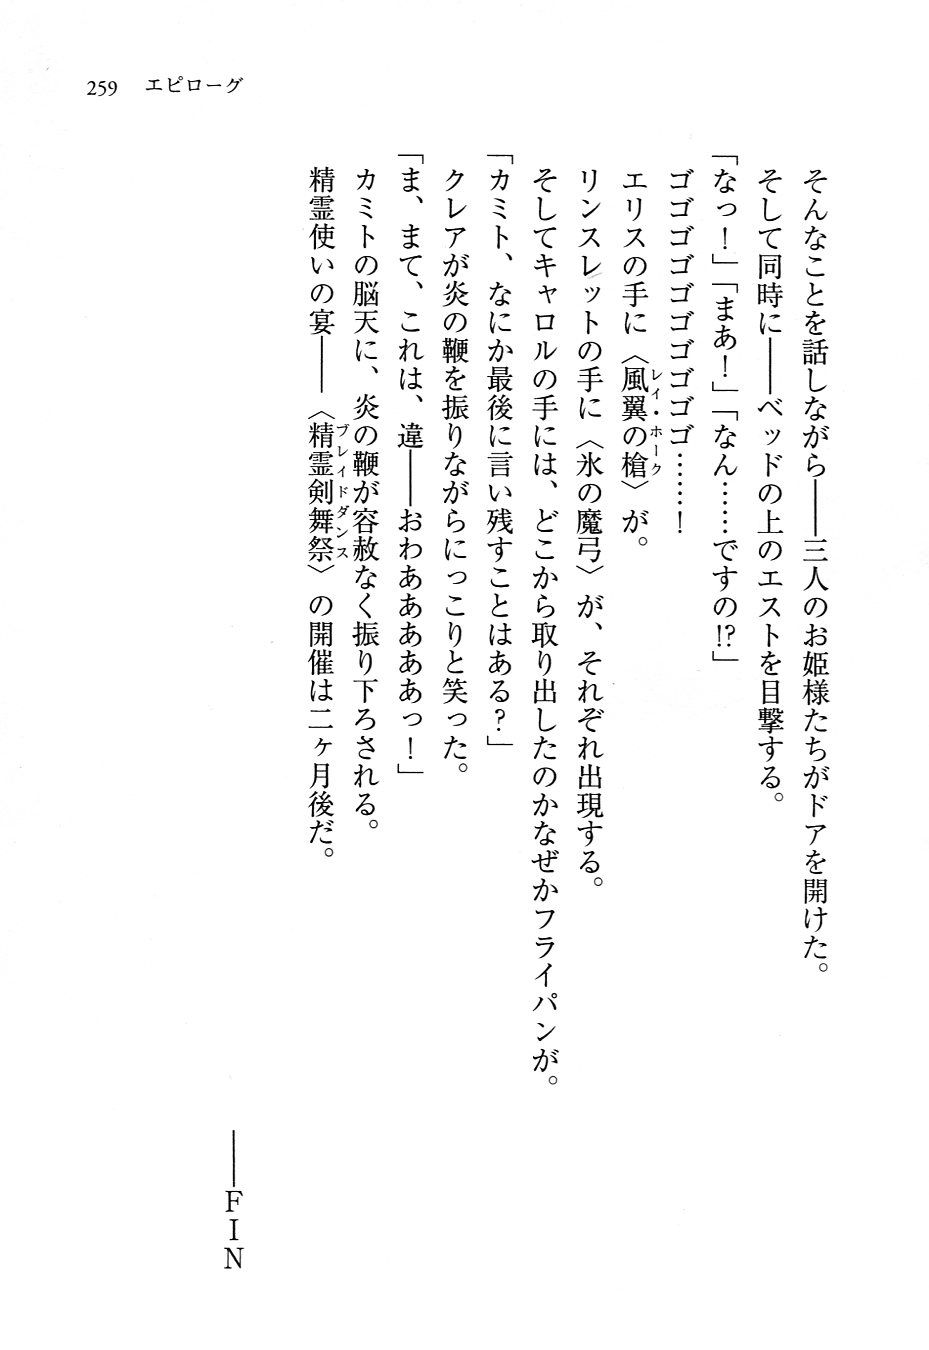 259 エピローグ
そんなことを話しながら――三人のお姫様たちがドアを開けた。
そして同時に――ベッドの上のエストを目撃する。
「なっ！」「まあ！」「なん……ですの!?」
ゴゴゴゴゴゴゴゴゴゴ……！
エリスの手に〈風翼の槍〉が。
レイ・ホーク
リンスレットの手に〈氷の魔弓〉が、それぞれ出現する。
そしてキャロルの手には、どこから取り出したのかなぜかフライパンが。
「カミト、なにか最後に言い残すことはある？」
クレアが炎の鞭を振りながらにっこりと笑った。
「ま、まて、これは、違――おわああああああっ！」
カミトの脳天に、炎の鞭が容赦なく振り下ろされる。
精霊使いの宴――〈精霊剣舞祭〉の開催は二ヶ月後だ。
ブレイドダンス
――ＦＩＮ